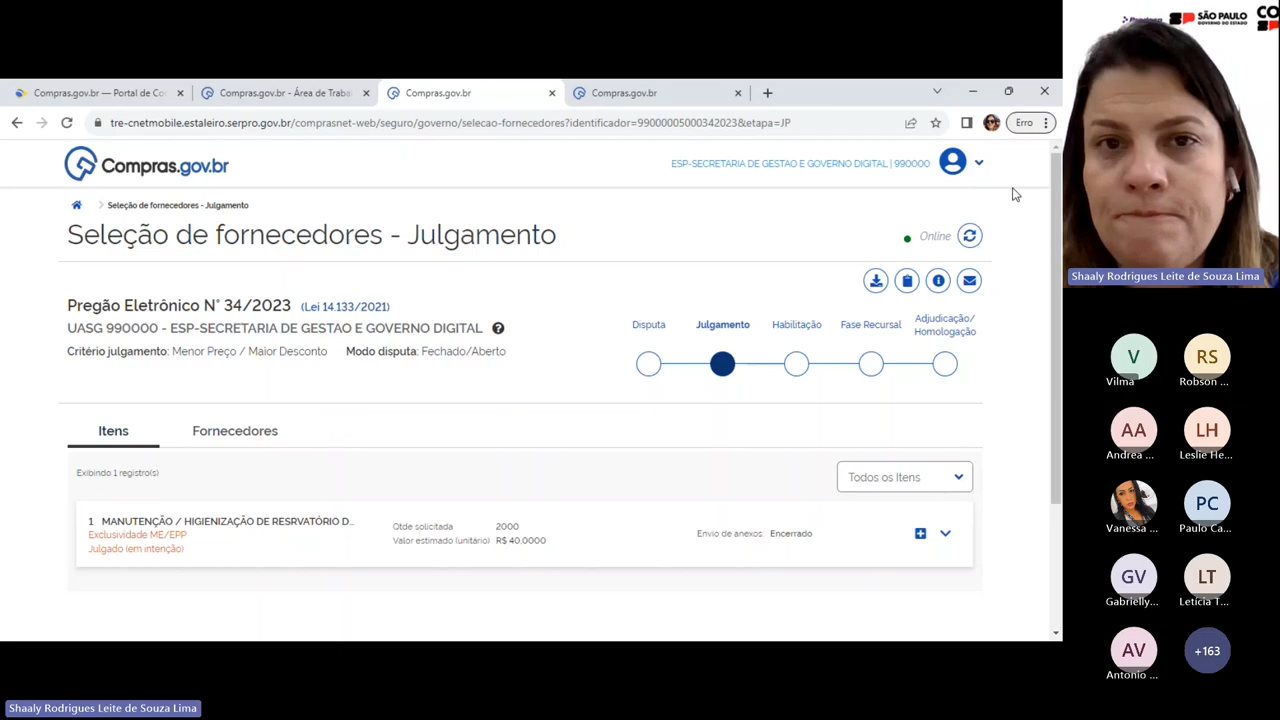 Compras.gov.br — Portal de Co
Compras.gov.br - Área de Traba
Compras.gov.br
Compras.gov.br
tre-cnetmobile.estaleiro.serpro.gov.br/comprasnet-web/seguro/governo/selecao-fornecedores?identificador=99000005000342023&etapa=JP
Erro
Compras.gov.br
ESP-SECRETARIA DE GESTAO E GOVERNO DIGITAL | 990000
Seleção de fornecedores - Julgamento
Seleção de fornecedores - Julgamento
Online
Pregão Eletrônico N° 34/2023 (Lei 14.133/2021)
UASG 990000 - ESP-SECRETARIA DE GESTAO E GOVERNO DIGITAL
Critério julgamento: Menor Preço / Maior Desconto Modo disputa: Fechado/Aberto
Disputa
Julgamento
Habilitação
Fase Recursal
Adjudicação/
Homologação
Itens
Fornecedores
Exibindo 1 registro(s)
Todos os Itens
1 MANUTENÇÃO / HIGIENIZAÇÃO DE RESRVATÓRIO D...
Exclusividade ME/EPP
Julgado (em intenção)
Qtde solicitada 2000
Valor estimado (unitário) R$ 40,0000
Envio de anexos: Encerrado
SÃO PAULO
GOVERNO DO ESTADO
CO
Shaaly Rodrigues Leite de Souza Lima
V
Vilma
RS
Robson ...
AA
Andrea ...
LH
Leslie He...
Vanessa ...
PC
Paulo Ca...
GV
Gabrielly...
LT
Letícia T...
AV
Antonio ...
+163
Shaaly Rodrigues Leite de Souza Lima